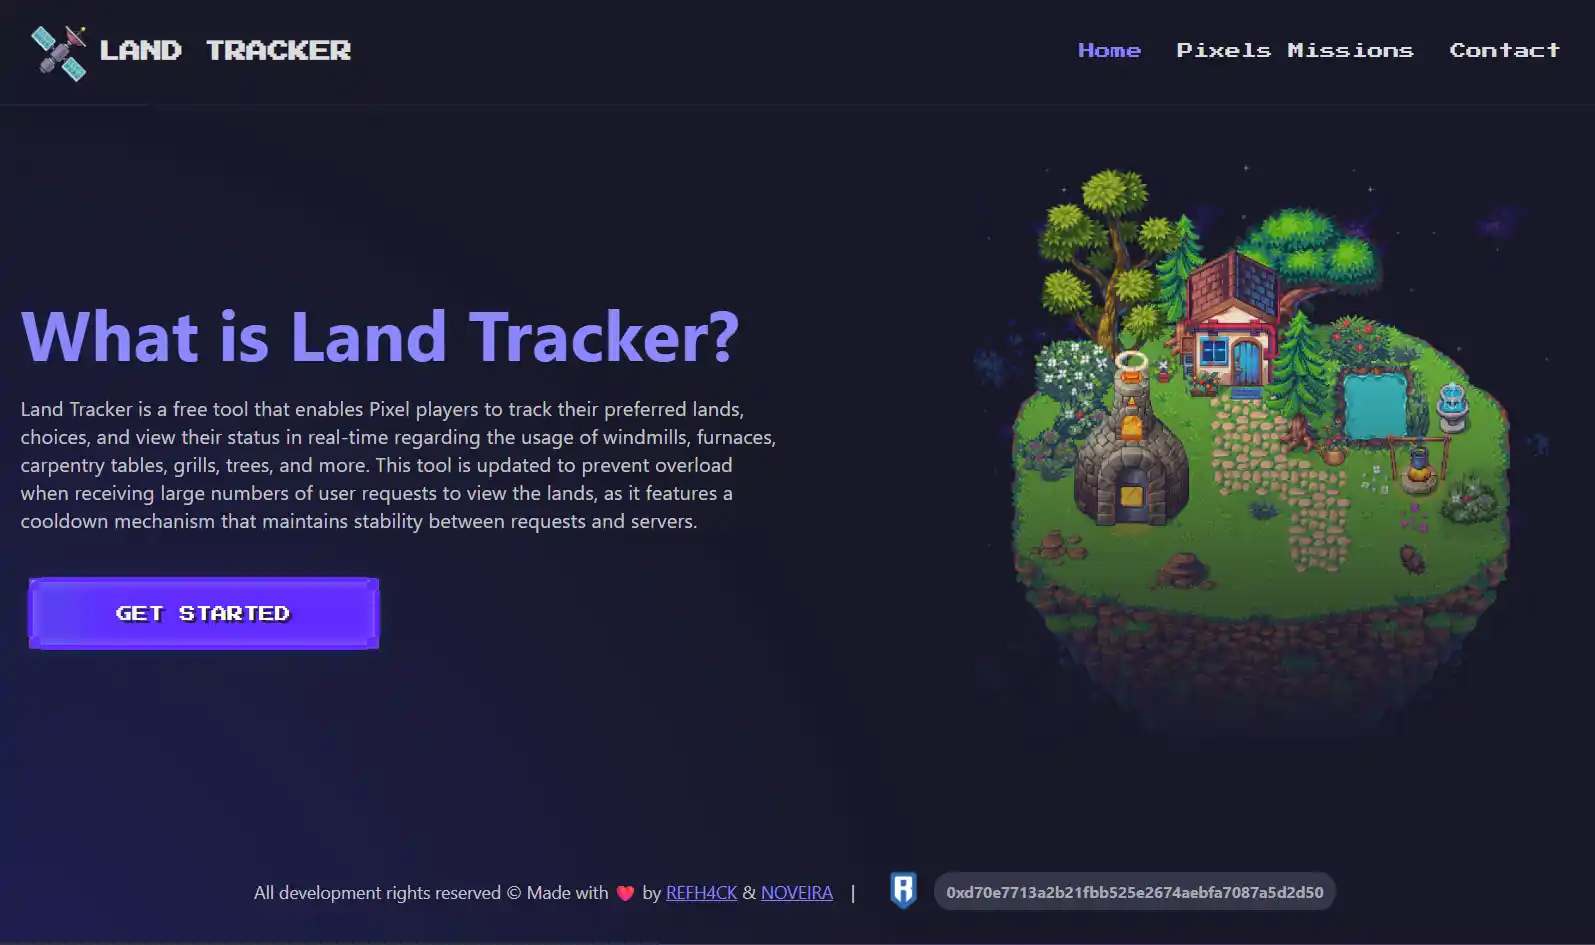 LAND TRACKER
Home Pixels Missions Contact
What is Land Tracker?
Land Tracker is a free tool that enables Pixel players to track their preferred lands,
choices, and view their status in real-time regarding the usage of windmills, furnaces,
carpentry tables, grills, trees, and more. This tool is updated to prevent overload
when receiving large numbers of user requests to view the lands, as it features a
cooldown mechanism that maintains stability between requests and servers.
GET STARTED
All development rights reserved © Made with ❤ by REFH4CK & NOVEIRA | 0xd70e7713a2b21fbb525e2674aebfa7087a5d2d50